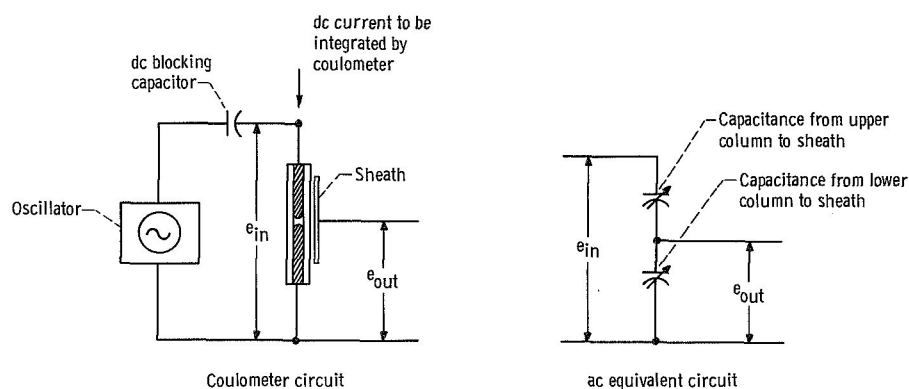 dc current to be
integrated by
coulometer
dc blocking
capacitor
Oscillator
e_in
Sheath
e_out
Coulometer circuit
Capacitance from upper
column to sheath
Capacitance from lower
column to sheath
e_in
e_out
ac equivalent circuit